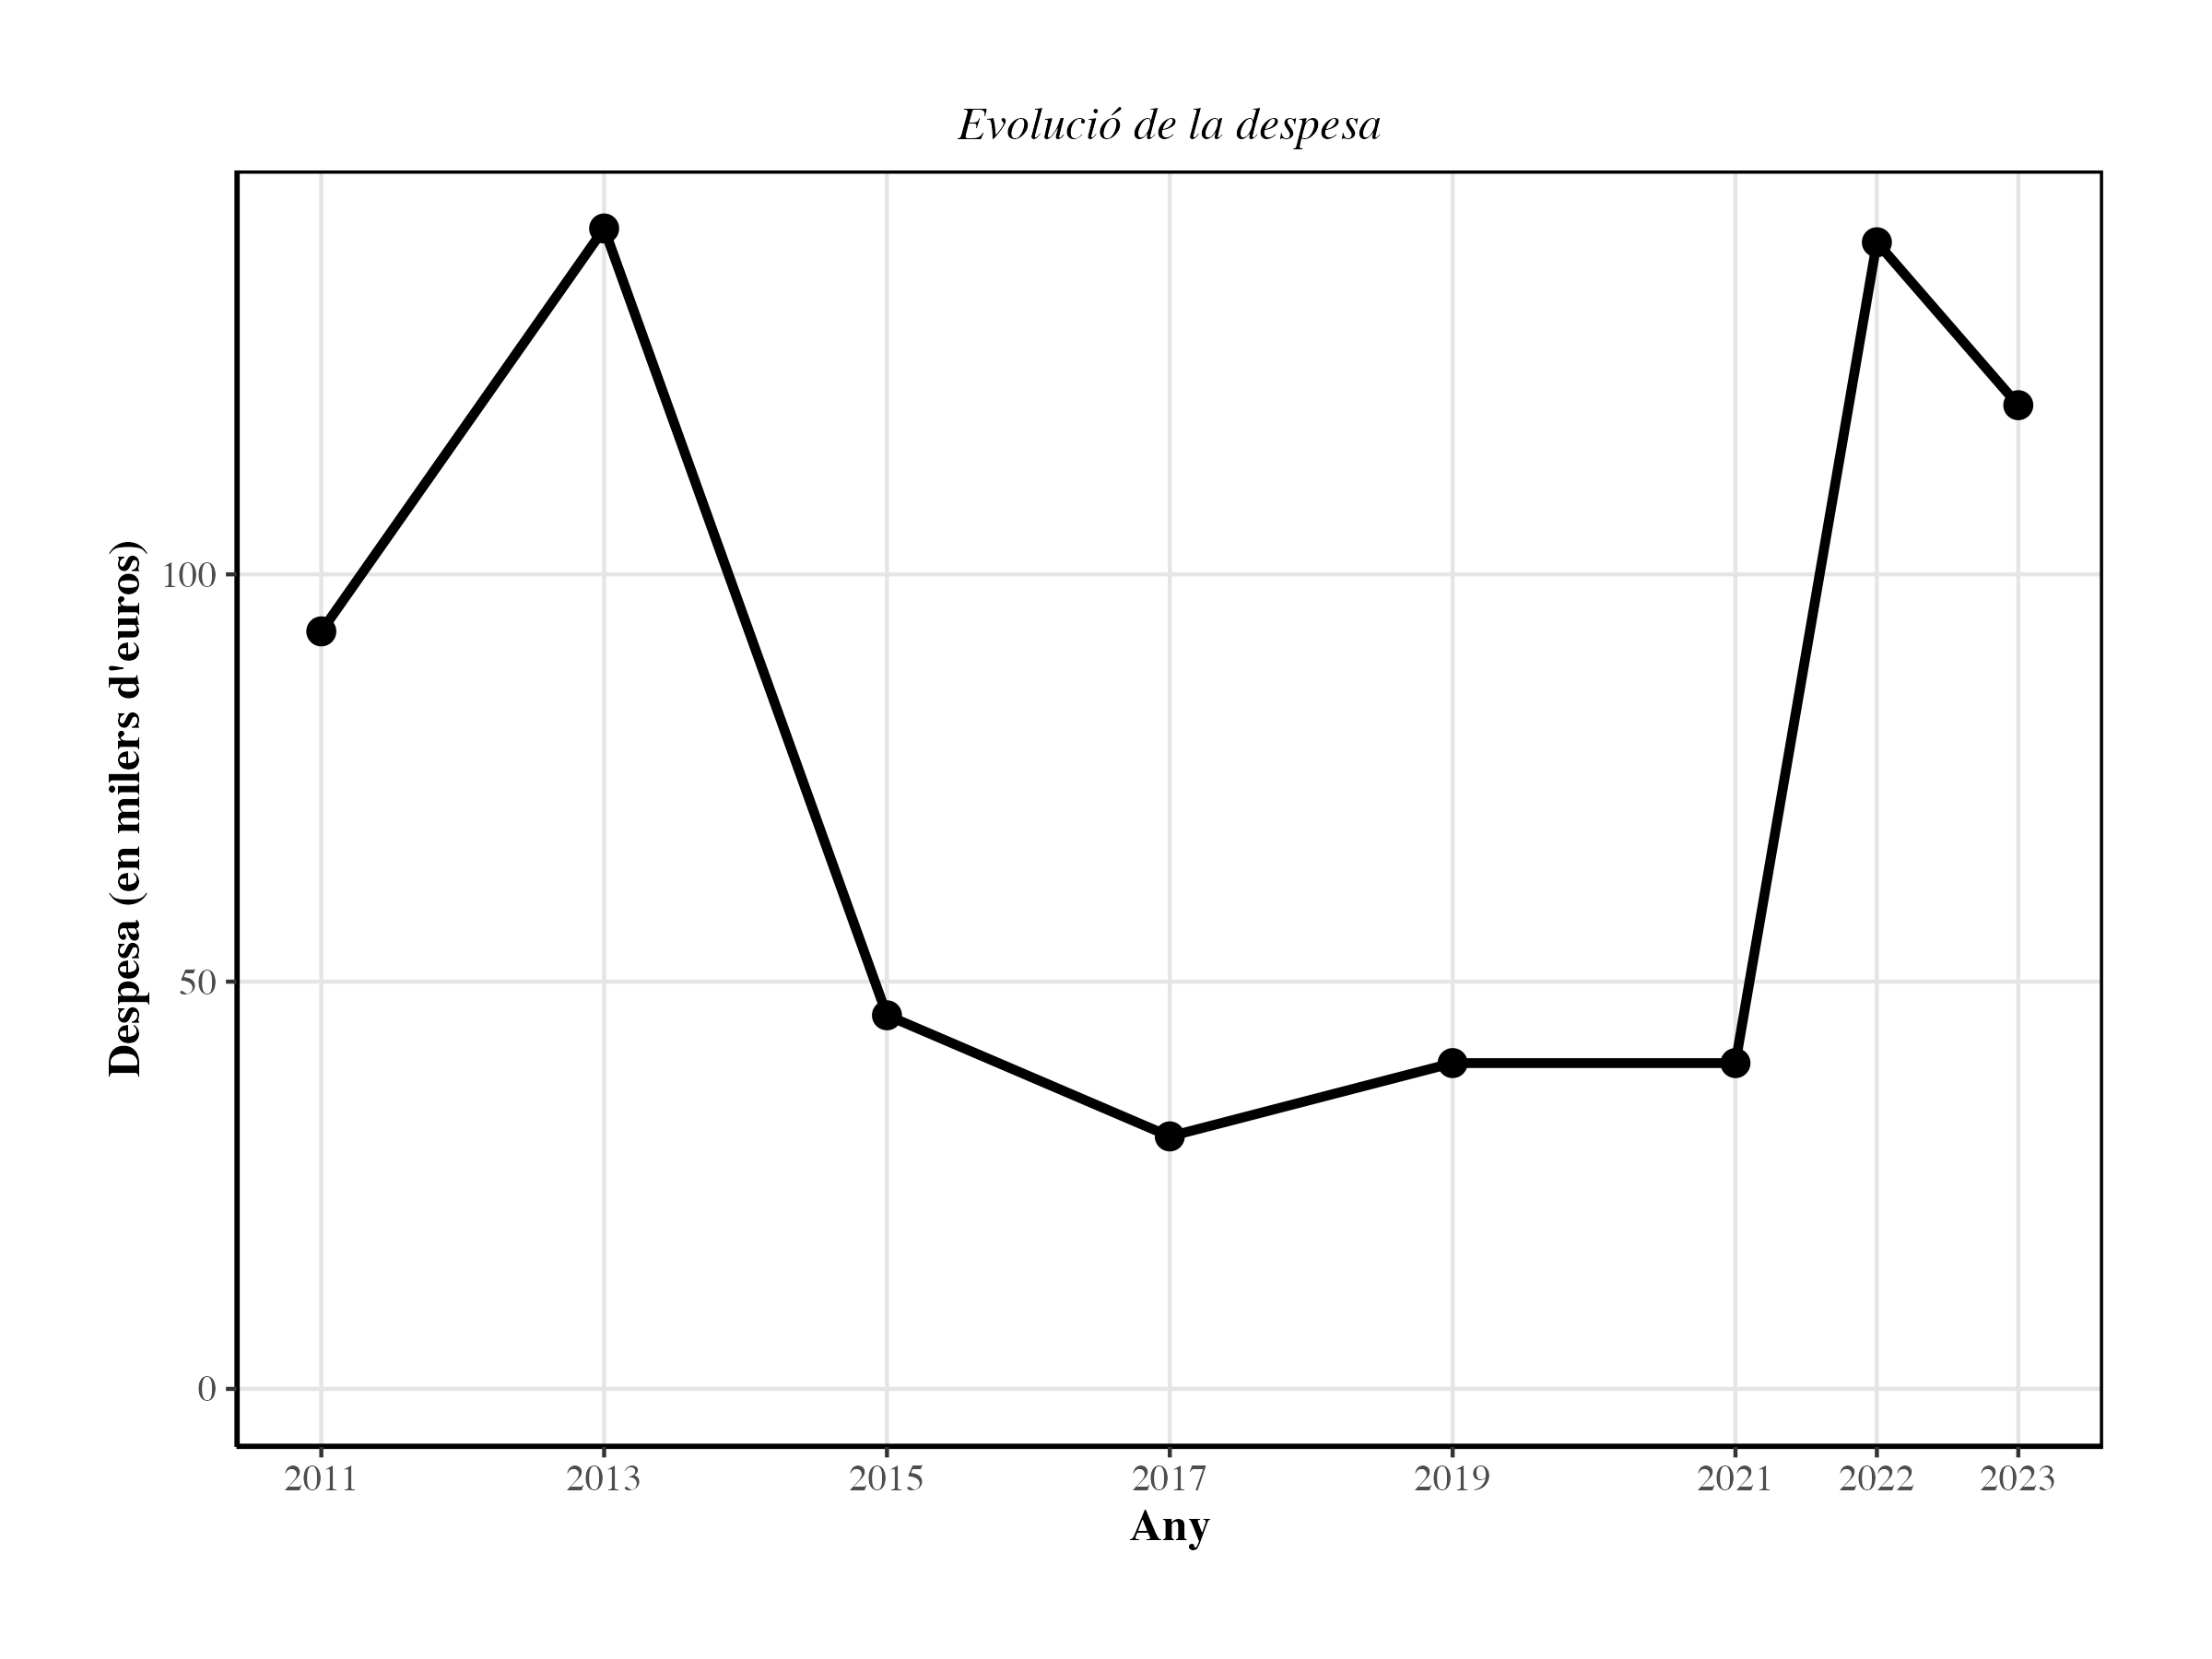 Evolució de la despesa
Despesa (en milers d'euros)
100
50
0
2011 2013 2015 2017 2019 2021 2022 2023
Any